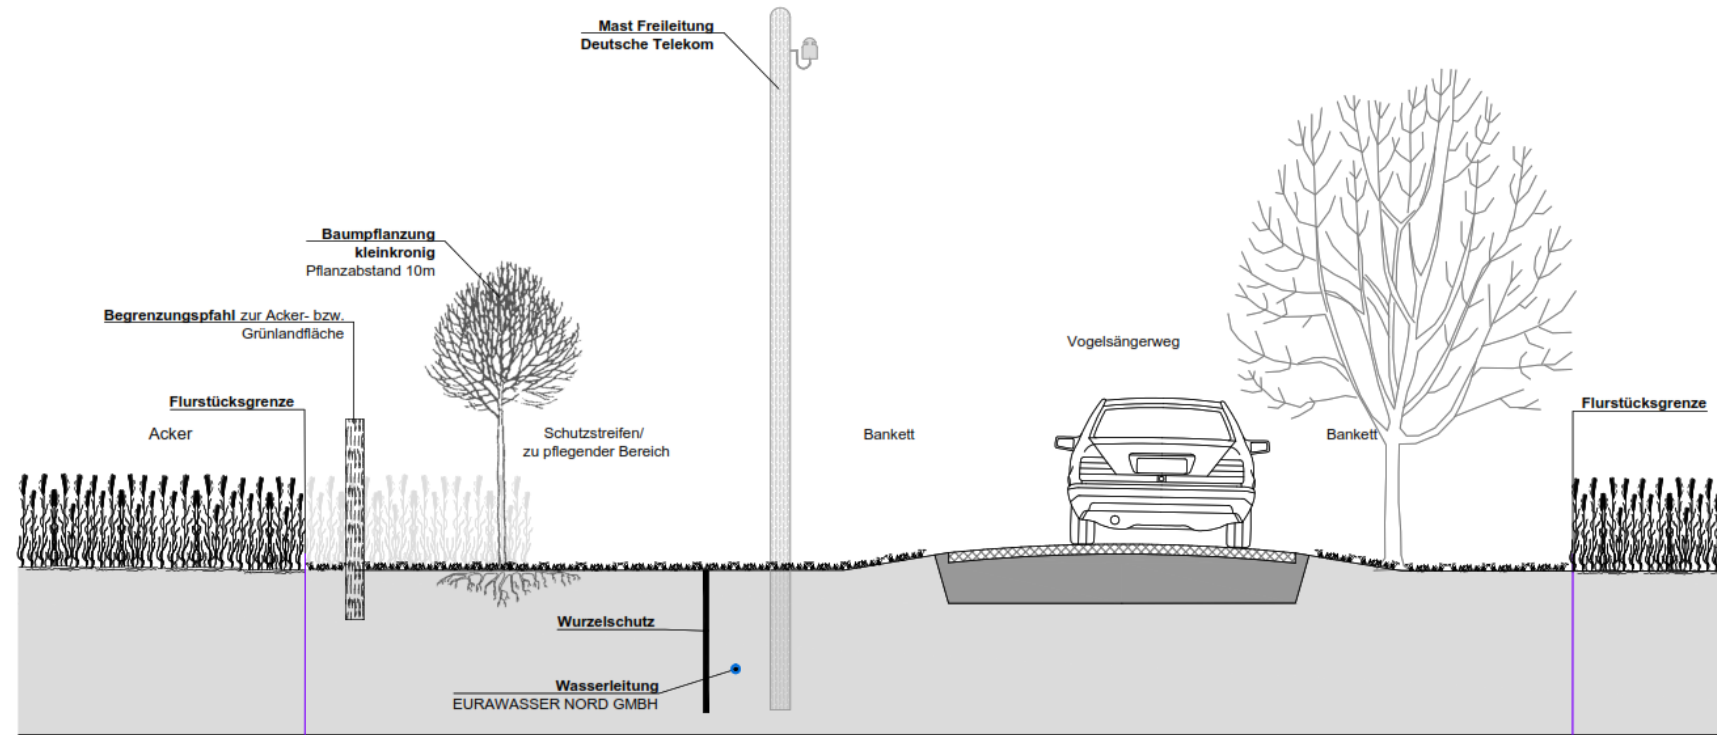 Mast Freileitung
Deutsche Telekom
Baumpflanzung
kleinkronig
Pflanzabstand 10m
Begrenzungspfahl zur Acker- bzw.
Grünlandfläche
Vogelsängerweg
Flurstücksgrenze
Flurstücksgrenze
Acker
Schutzstreifen/
zu pflegender Bereich
Bankett
Bankett
Wurzelschutz
Wasserleitung
EURAWASSER NORD GMBH